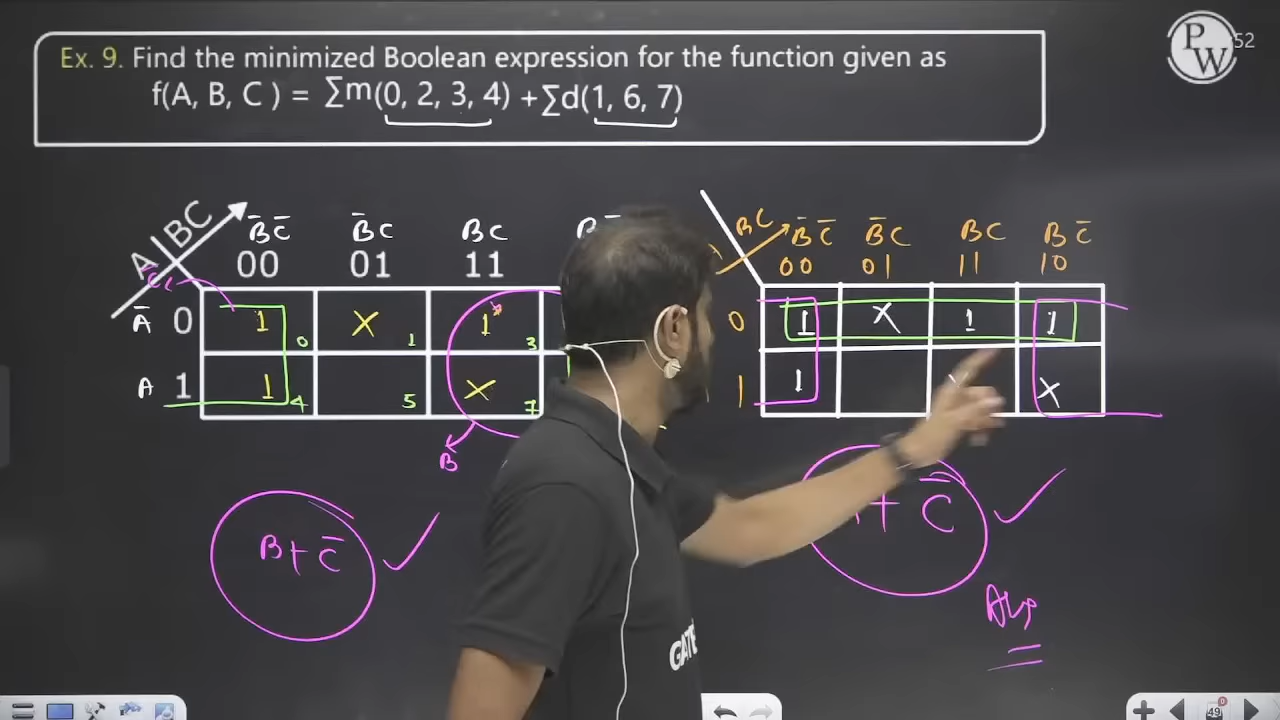 Ex. 9. Find the minimized Boolean expression for the function given as
f(A, B, C ) = ∑m(0, 2, 3, 4) +∑d(1, 6, 7)
PW
52
A BC
B̄C̄ B̄C BC
00 01 11
Ā 0 1 0 X 1 1 3
A 1 1 4 5 X 7
B
B+C̄
BC
B̄C̄ B̄C BC BC̄
00 01 11 10
0 1 X 1 1
1 1 X
+ C̄
Ans
GATE
49